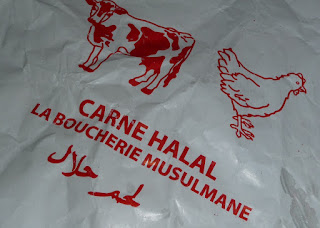 CARNE HALAL
LA BOUCHERIE MUSULMANE
لحم حلال